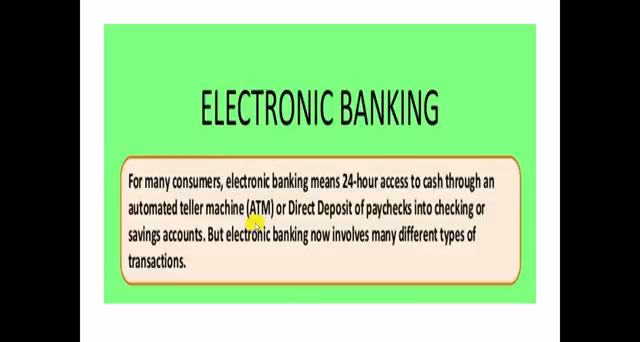 ELECTRONIC BANKING
For many consumers, electronic banking means 24-hour access to cash through an
automated teller machine (ATM) or Direct Deposit of paychecks into checking or
savings accounts. But electronic banking now involves many different types of
transactions.